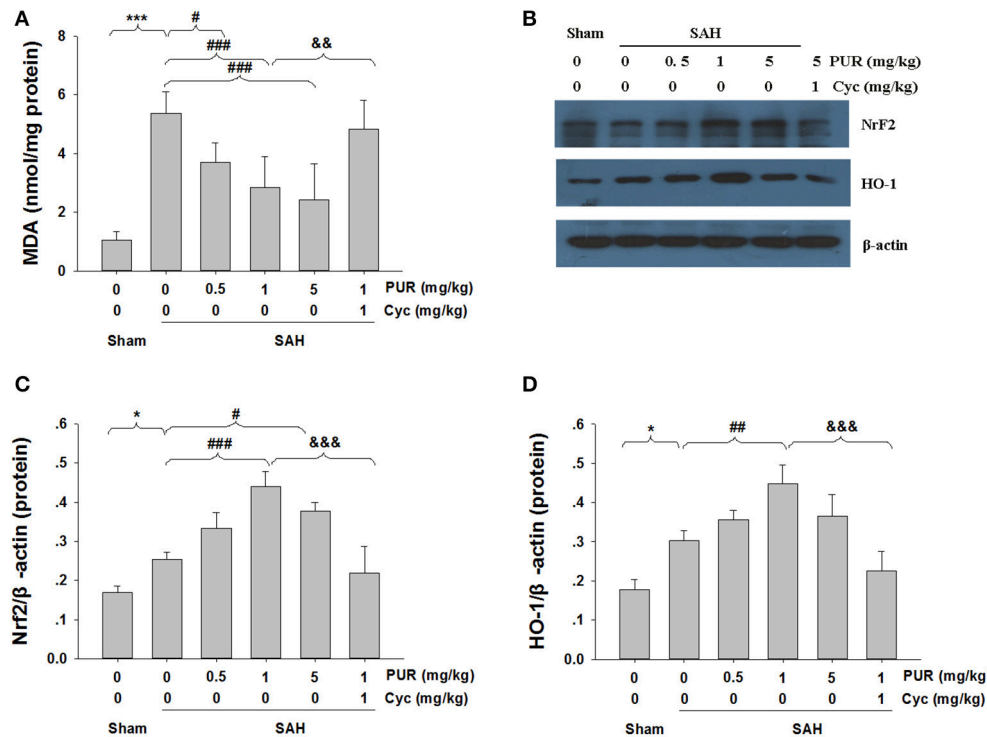 A
*** #
### &&
###
MDA (nmol/mg protein)
8
6
4
2
0
0 0 0.5 1 5 1 PUR (mg/kg)
0 0 0 0 0 1 Cyc (mg/kg)
Sham SAH
B
Sham SAH
0 0 0.5 1 5 5 PUR (mg/kg)
0 0 0 0 0 1 Cyc (mg/kg)
NrF2
HO-1
β-actin
C
* #
### &&&
Nrf2/β -actin (protein)
.6
.5
.4
.3
.2
.1
0.0
0 0 0.5 1 5 1 PUR (mg/kg)
0 0 0 0 0 1 Cyc (mg/kg)
Sham SAH
D
* ## &&&
HO-1/β -actin (protein)
.6
.5
.4
.3
.2
.1
0.0
0 0 0.5 1 5 1 PUR (mg/kg
0 0 0 0 0 1 Cyc (mg/kg)
Sham SAH